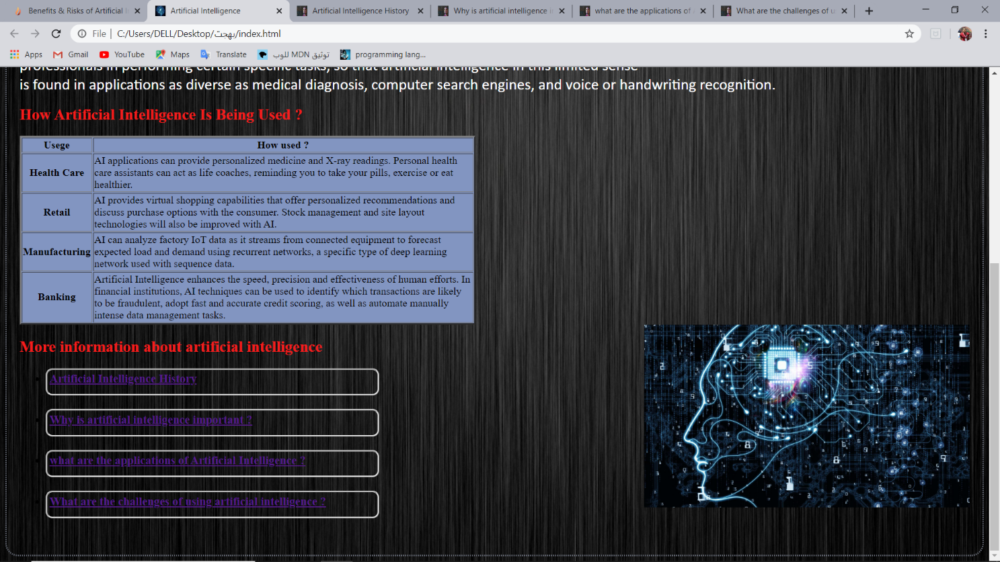 Benefits & Risks of Artificial I
Artificial Intelligence
Artificial Intelligence History
Why is artificial intelligence i
what are the applications of A
What are the challenges of u
File | C:/Users/DELL/Desktop/بهجت/index.html
Apps Gmail YouTube Maps Translate توثيق MDN للوب programming lang...
professionals in performing certain specific tasks, so that artificial intelligence in this limited sense
is found in applications as diverse as medical diagnosis, computer search engines, and voice or handwriting recognition.
How Artificial Intelligence Is Being Used ?
Usege How used ?
Health Care
AI applications can provide personalized medicine and X-ray readings. Personal health
care assistants can act as life coaches, reminding you to take your pills, exercise or eat
healthier.
Retail
AI provides virtual shopping capabilities that offer personalized recommendations and
discuss purchase options with the consumer. Stock management and site layout
technologies will also be improved with AI.
Manufacturing
AI can analyze factory IoT data as it streams from connected equipment to forecast
expected load and demand using recurrent networks, a specific type of deep learning
network used with sequence data.
Banking
Artificial Intelligence enhances the speed, precision and effectiveness of human efforts. In
financial institutions, AI techniques can be used to identify which transactions are likely
to be fraudulent, adopt fast and accurate credit scoring, as well as automate manually
intense data management tasks.
More information about artificial intelligence
Artificial Intelligence History
Why is artificial intelligence important ?
what are the applications of Artificial Intelligence ?
What are the challenges of using artificial intelligence ?